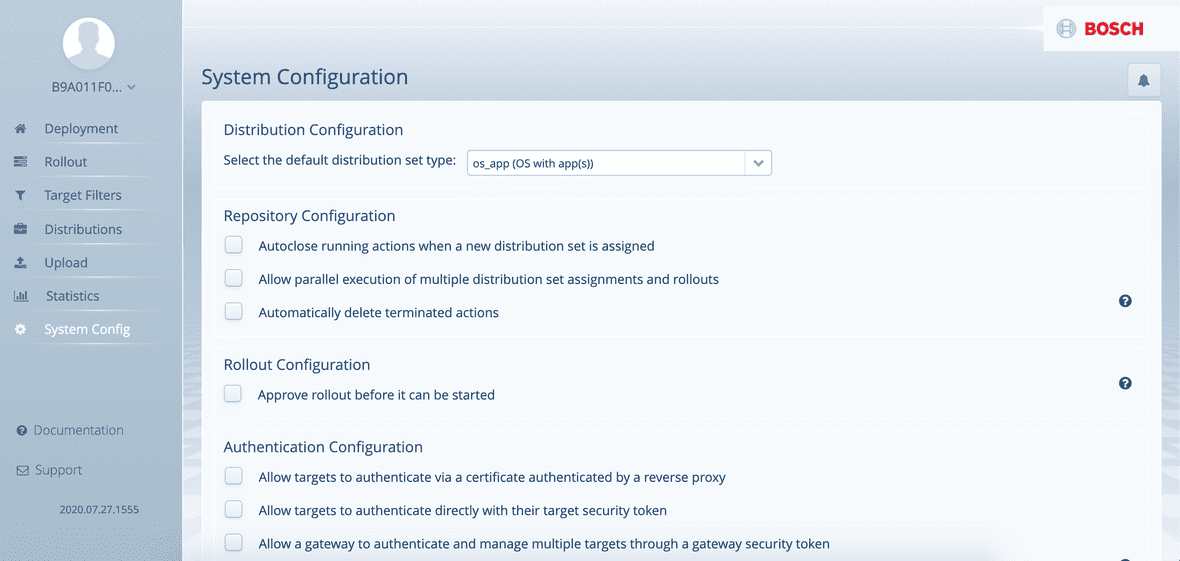 BOSCH
B9A011F0...
Deployment
Rollout
Target Filters
Distributions
Upload
Statistics
System Config
Documentation
Support
2020.07.27.1555
System Configuration
Distribution Configuration
Select the default distribution set type: os_app (OS with app(s))
Repository Configuration
Autoclose running actions when a new distribution set is assigned
Allow parallel execution of multiple distribution set assignments and rollouts
Automatically delete terminated actions
Rollout Configuration
Approve rollout before it can be started
Authentication Configuration
Allow targets to authenticate via a certificate authenticated by a reverse proxy
Allow targets to authenticate directly with their target security token
Allow a gateway to authenticate and manage multiple targets through a gateway security token